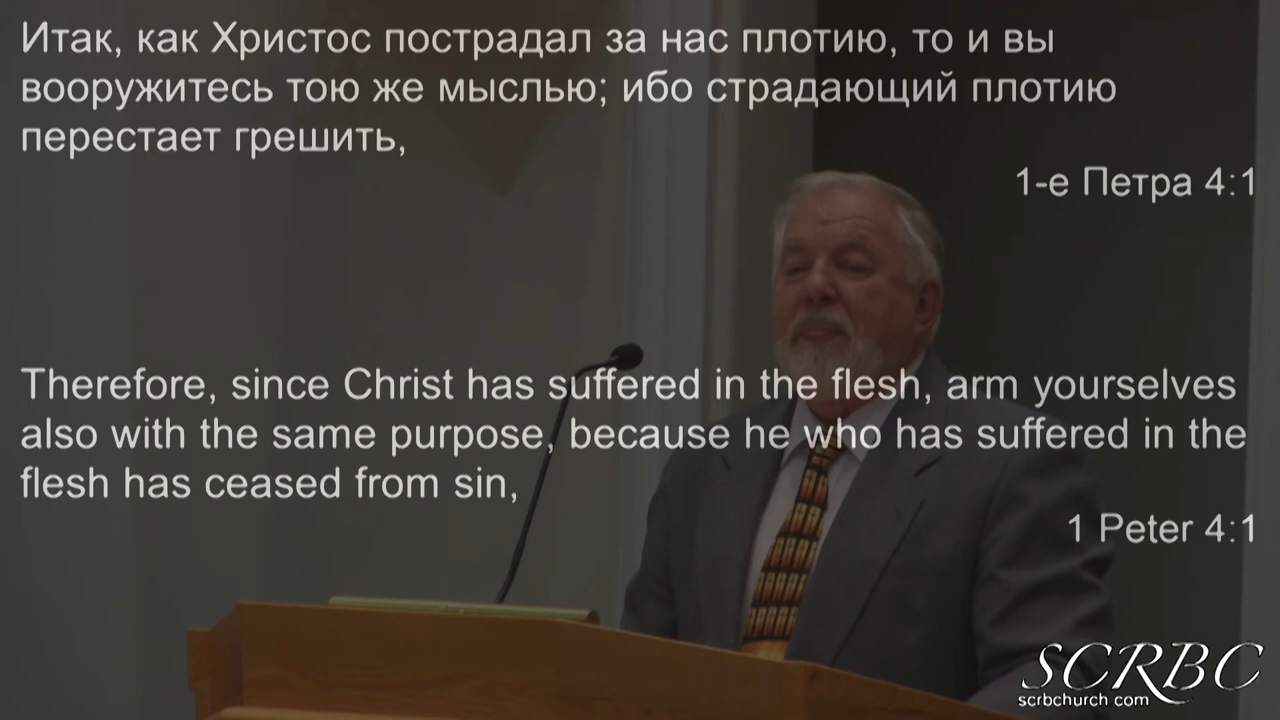 Итак, как Христос пострадал за нас плотию, то и вы
вооружитесь тою же мыслью; ибо страдающий плотию
перестает грешить,
1-е Петра 4:1
Therefore, since Christ has suffered in the flesh, arm yourselves
also with the same purpose, because he who has suffered in the
flesh has ceased from sin,
1 Peter 4:1
SCRBC
scrbchurch com